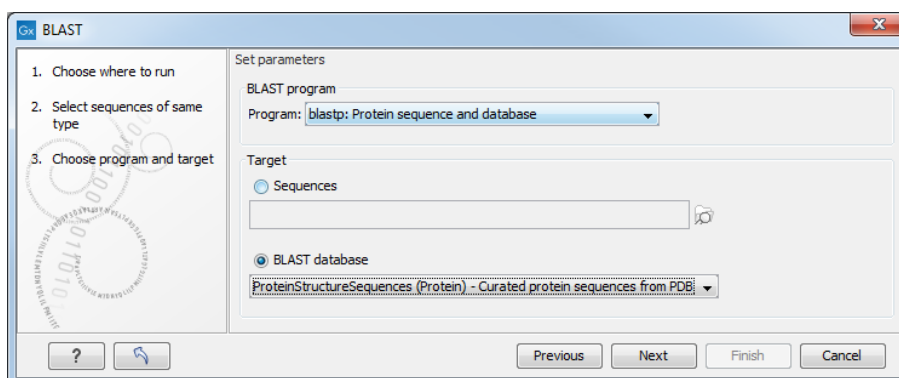 Gx BLAST
1. Choose where to run
2. Select sequences of same
type
3. Choose program and target
Set parameters
BLAST program
Program: blastp: Protein sequence and database
Target
Sequences
BLAST database
ProteinStructureSequences (Protein) - Curated protein sequences from PDB
?
Previous
Next
Finish
Cancel